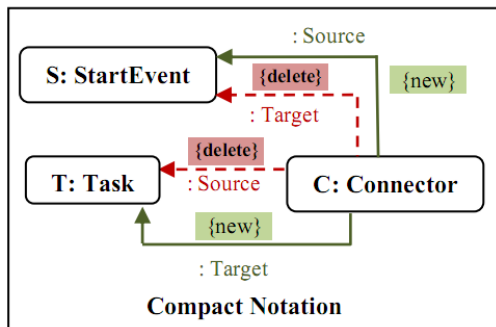 : Source
S: StartEvent
{delete}
{new}
: Target
{delete}
T: Task
: Source
C: Connector
{new}
: Target
Compact Notation